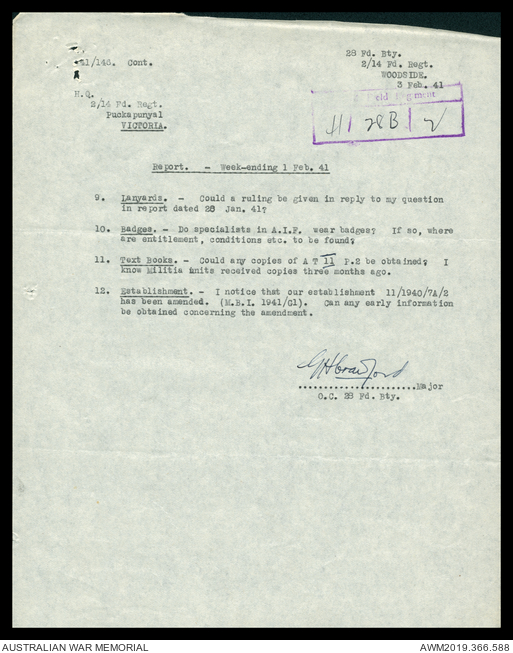 41/146. Cont.
28 Fd. Bty.
2/14 Fd. Regt.
WOODSIDE.
3 Feb. 41
H.Q.
2/14 Fd. Regt.
Puckapunyal
VICTORIA.
Field Regiment
41 28B 2
Report. - Week-ending 1 Feb. 41
9. Lanyards. - Could a ruling be given in reply to my question
in report dated 28 Jan. 41?
10. Badges. - Do specialists in A.I.F. wear badges? If so, where
are entitlement, conditions etc. to be found?
11. Text Books. - Could any copies of A T 11 P.2 be obtained? I
know Militia units received copies three months ago.
12. Establishment. - I notice that our establishment 11/1940/7A/2
has been amended. (M.B.I. 1941/G1). Can any early information
be obtained concerning the amendment.
GHCrawford
........................Major
O.C. 28 Fd. Bty.
AUSTRALIAN WAR MEMORIAL
AWM2019.366.588